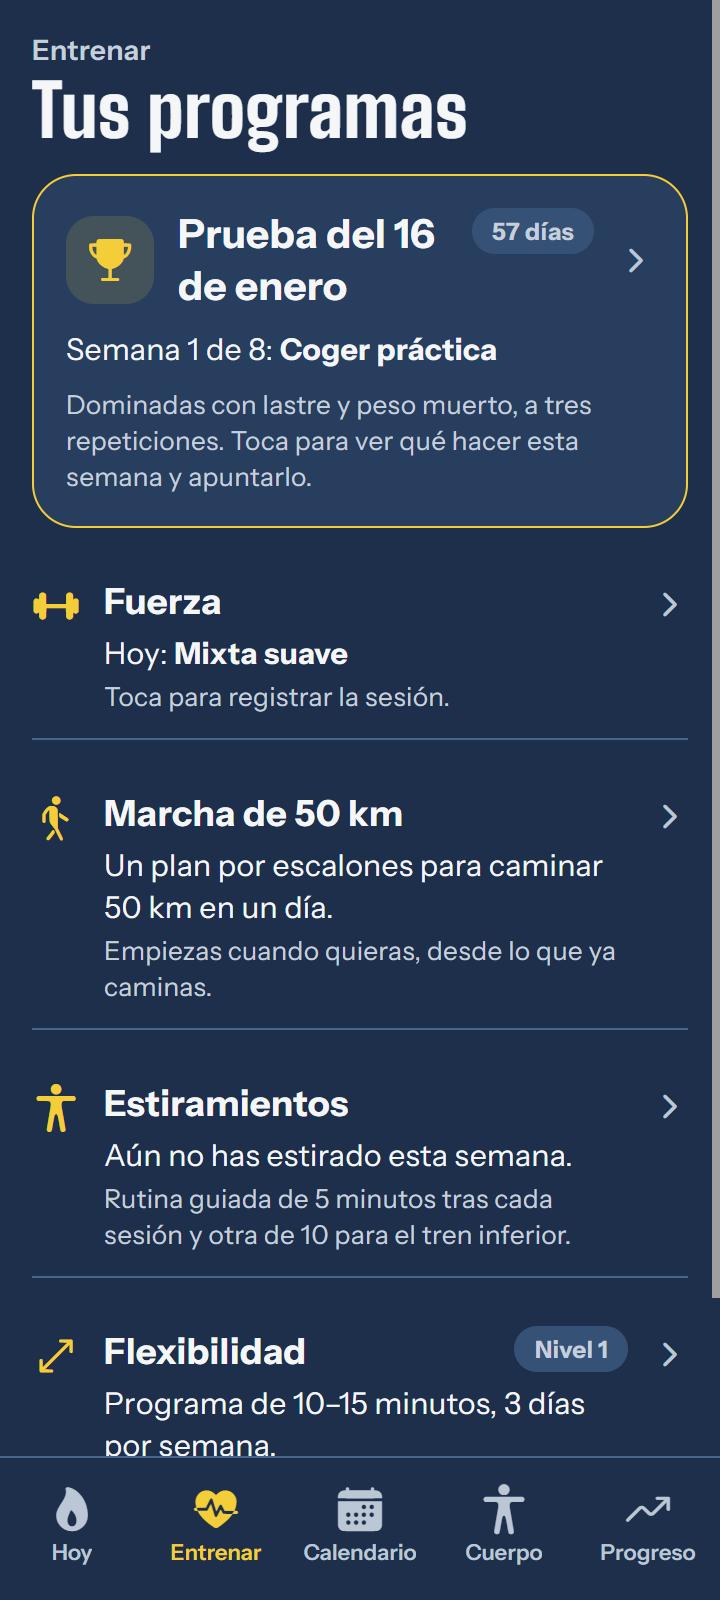 Entrenar
Tus programas
Prueba del 16
57 días
de enero
Semana 1 de 8: Coger práctica
Dominadas con lastre y peso muerto, a tres
repeticiones. Toca para ver qué hacer esta
semana y apuntarlo.
Fuerza
Hoy: Mixta suave
Toca para registrar la sesión.
Marcha de 50 km
Un plan por escalones para caminar
50 km en un día.
Empiezas cuando quieras, desde lo que ya
caminas.
Estiramientos
Aún no has estirado esta semana.
Rutina guiada de 5 minutos tras cada
sesión y otra de 10 para el tren inferior.
Flexibilidad
Nivel 1
Programa de 10–15 minutos, 3 días
por semana.
Hoy
Entrenar
Calendario
Cuerpo
Progreso